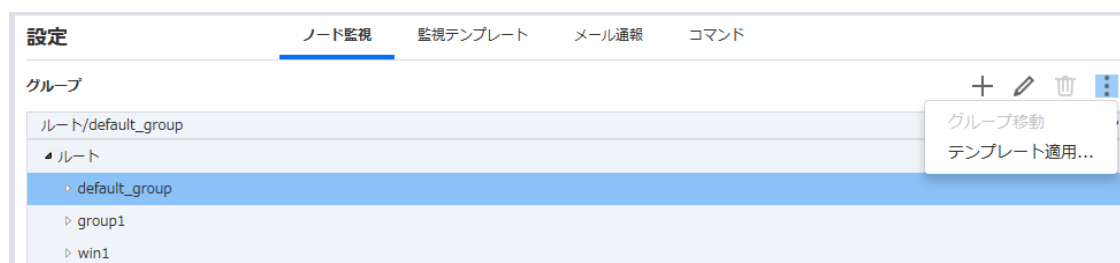 設定 ノード監視 監視テンプレート メール通報 コマンド
グループ
ルート/default_group
グループ移動
テンプレート適用...
ルート
default_group
group1
win1